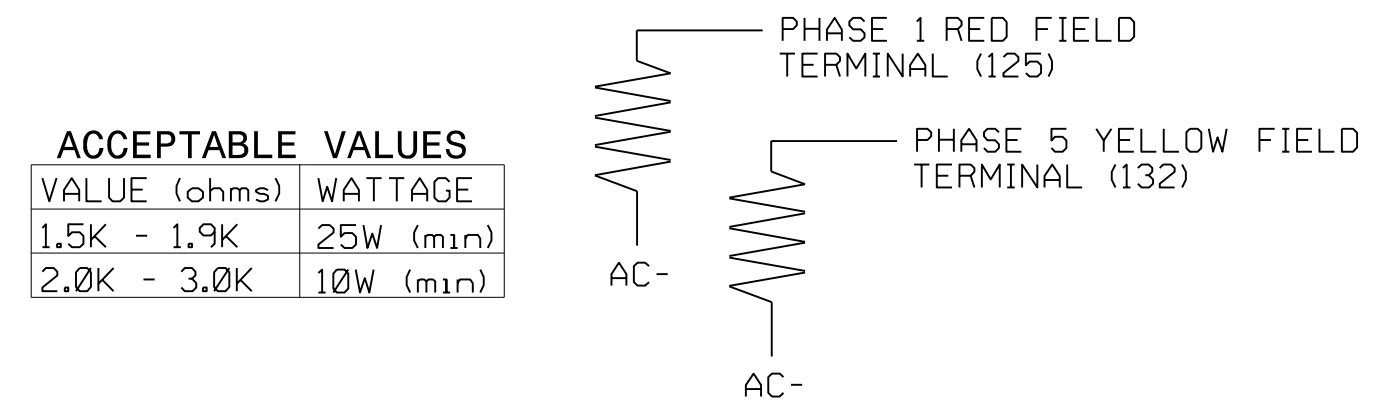 PHASE 1 RED FIELD
TERMINAL (125)
ACCEPTABLE VALUES
VALUE (ohms) WATTAGE
1.5K - 1.9K 25W (min)
2.0K - 3.0K 10W (min)
AC-
PHASE 5 YELLOW FIELD
TERMINAL (132)
AC-